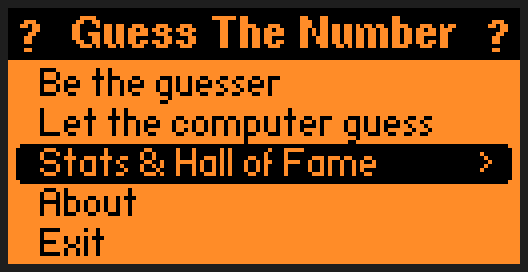 ? Guess The Number ?
Be the guesser
Let the computer guess
Stats & Hall of Fame >
About
Exit